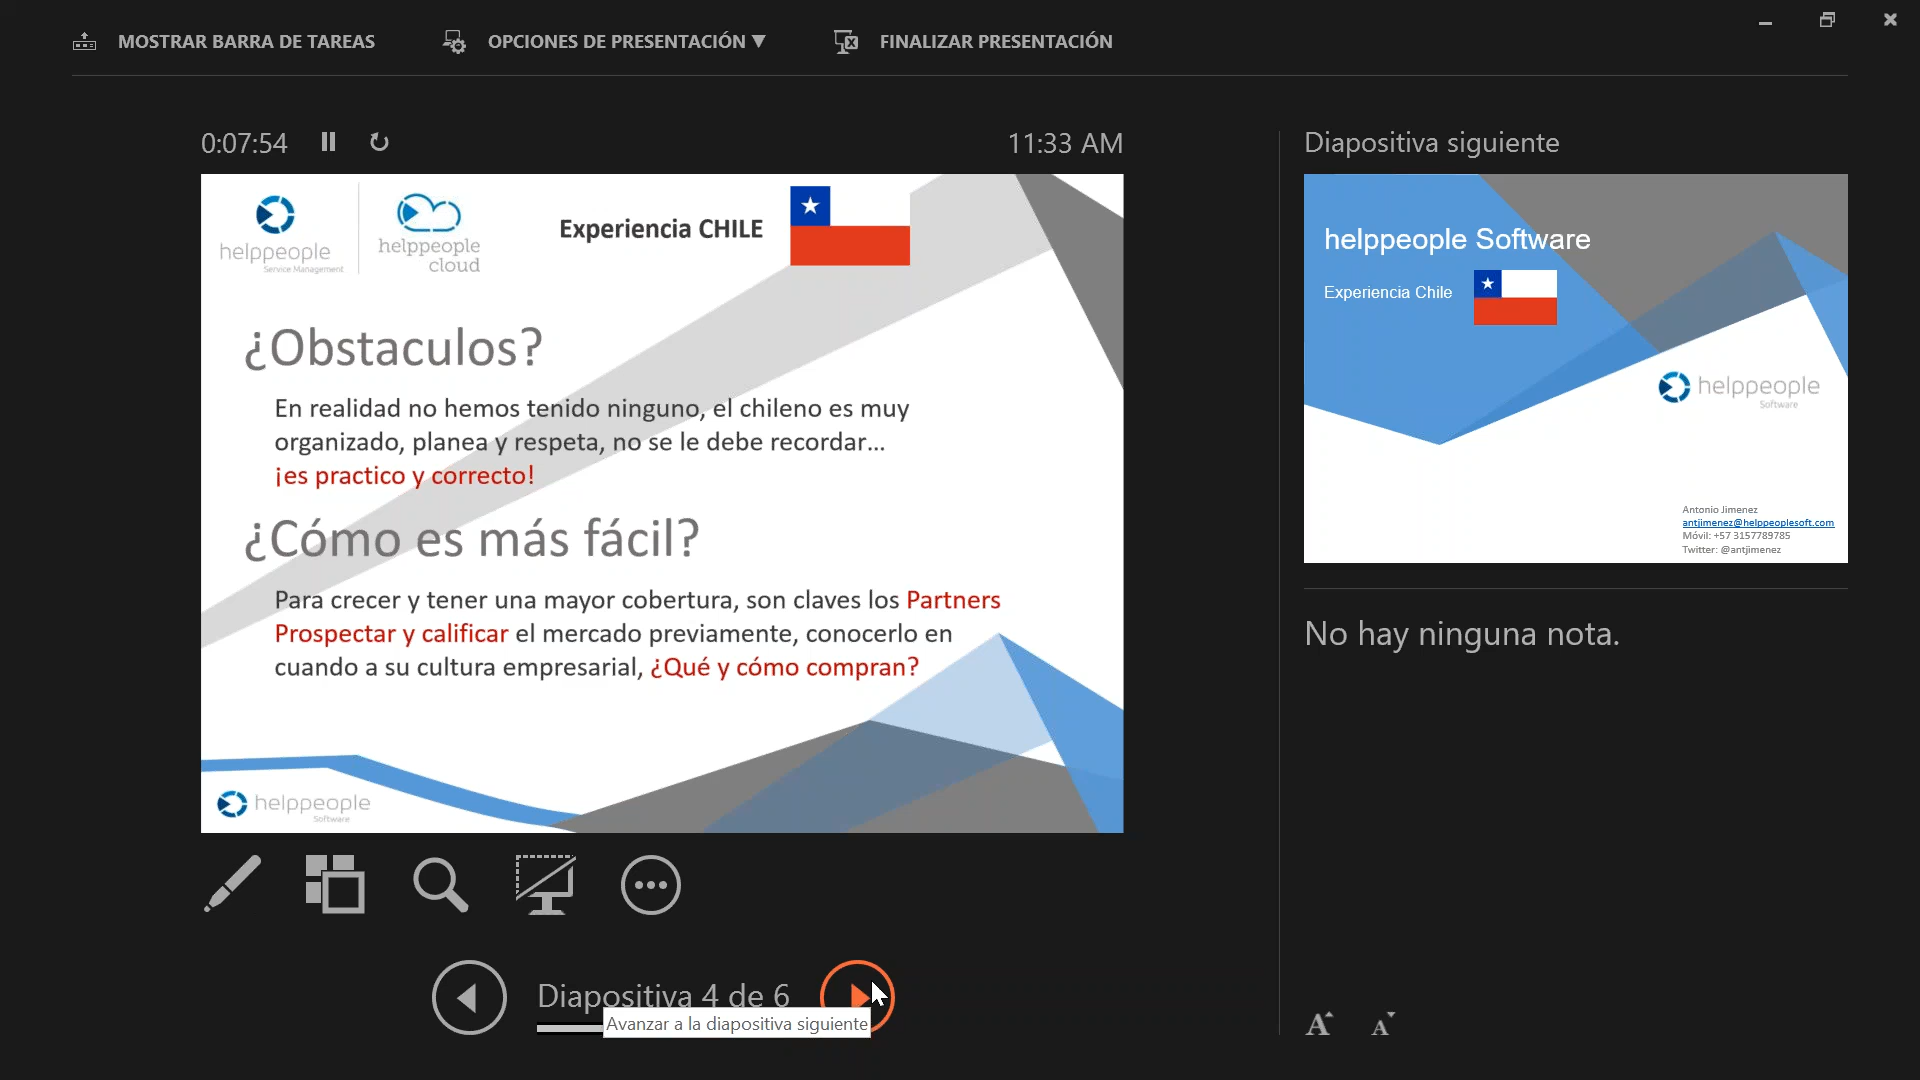 MOSTRAR BARRA DE TAREAS
OPCIONES DE PRESENTACIÓN ▼
FINALIZAR PRESENTACIÓN
0:07:54
11:33 AM
helppeople
Service Management
helppeople
cloud
Experiencia CHILE
¿Obstaculos?
En realidad no hemos tenido ninguno, el chileno es muy
organizado, planea y respeta, no se le debe recordar...
¡es practico y correcto!
¿Cómo es más fácil?
Para crecer y tener una mayor cobertura, son claves los Partners
Prospectar y calificar el mercado previamente, conocerlo en
cuando a su cultura empresarial, ¿Qué y cómo compran?
helppeople
Software
Diapositiva 4 de 6
Avanzar a la diapositiva siguiente
Diapositiva siguiente
helppeople Software
Experiencia Chile
helppeople
Software
Antonio Jimenez
antjimenez@helppeoplesoft.com
Móvil: +57 3157789785
Twitter: @antjimenez
No hay ninguna nota.
A A